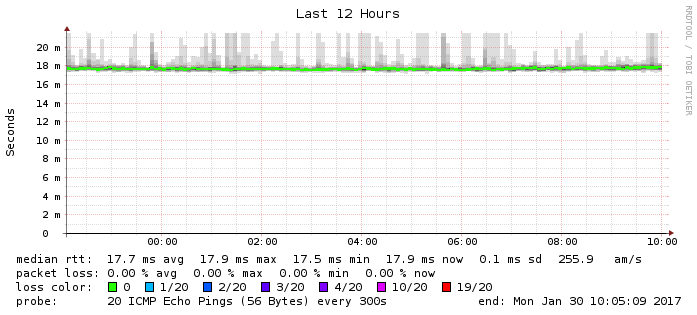 Last 12 Hours
RRDTOOL / TOBI OETIKER
Seconds
20 m
18 m
16 m
14 m
12 m
10 m
8 m
6 m
4 m
2 m
0
00:00 02:00 04:00 06:00 08:00 10:00
median rtt: 17.7 ms avg 17.9 ms max 17.5 ms min 17.9 ms now 0.1 ms sd 255.9 am/s
packet loss: 0.00 % avg 0.00 % max 0.00 % min 0.00 % now
loss color: 0 1/20 2/20 3/20 4/20 10/20 19/20
probe: 20 ICMP Echo Pings (56 Bytes) every 300s end: Mon Jan 30 10:05:09 2017